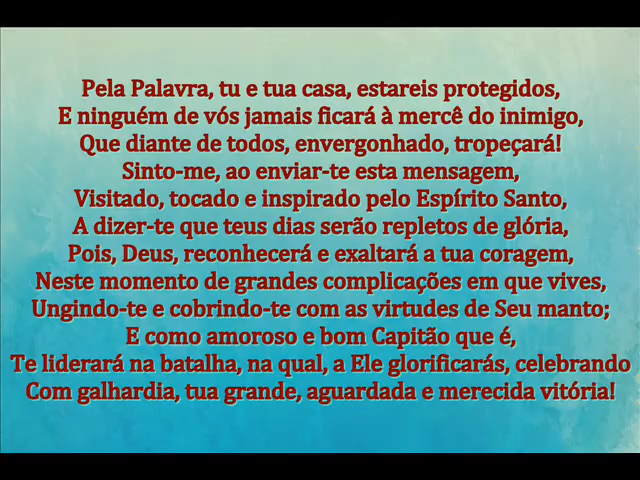 Pela Palavra, tu e tua casa, estareis protegidos,
E ninguém de vós jamais ficará à mercê do inimigo,
Que diante de todos, envergonhado, tropeçará!
Sinto-me, ao enviar-te esta mensagem,
Visitado, tocado e inspirado pelo Espírito Santo,
A dizer-te que teus dias serão repletos de glória,
Pois, Deus, reconhecerá e exaltará a tua coragem,
Neste momento de grandes complicações em que vives,
Ungindo-te e cobrindo-te com as virtudes de Seu manto;
E como amoroso e bom Capitão que é,
Te liderará na batalha, na qual, a Ele glorificarás, celebrando
Com galhardia, tua grande, aguardada e merecida vitória!